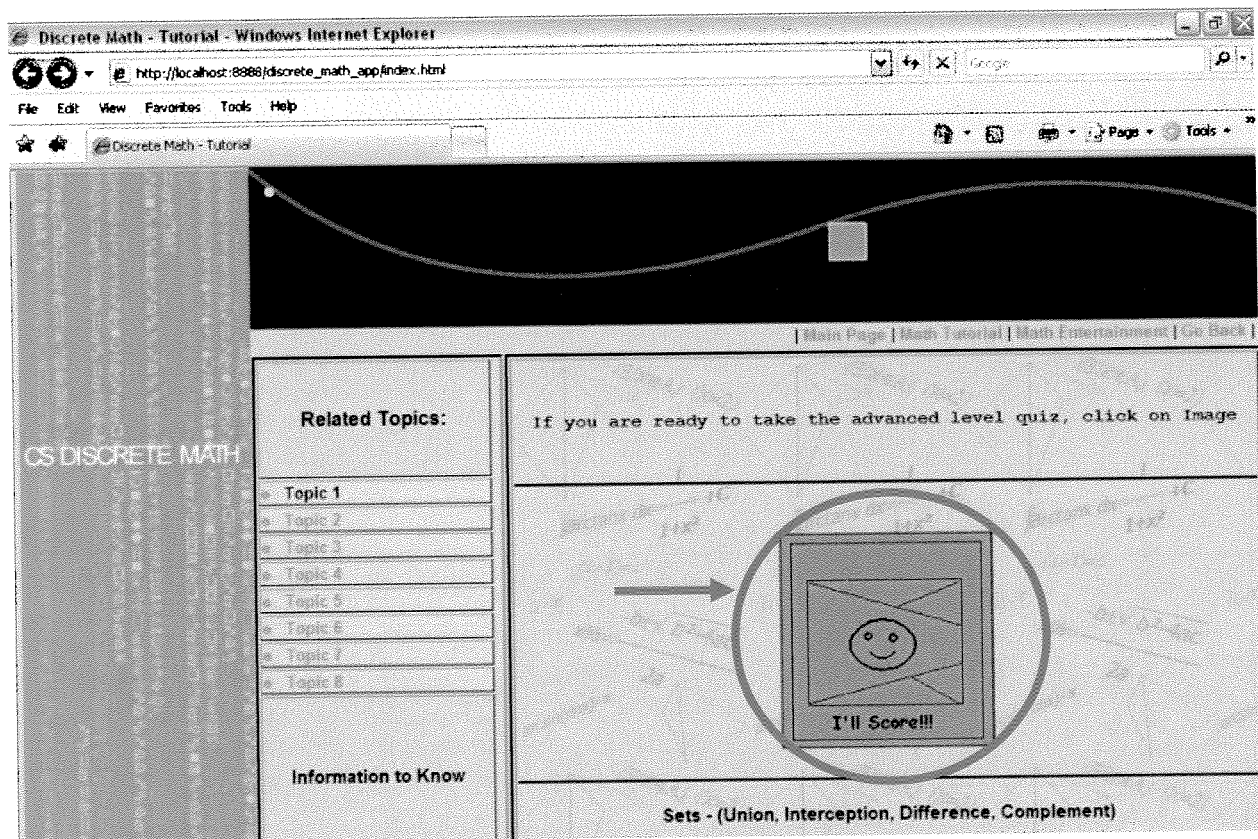 Discrete Math - Tutorial - Windows Internet Explorer
http://localhost:8988/discrete_math_app/index.html
Google
File Edit View Favorites Tools Help
Discrete Math - Tutorial
Page Tools
| Main Page | Math Tutorial | Math Entertainment | Go Back |
CS DISCRETE MATH
Related Topics:
Topic 1
Topic 2
Topic 3
Topic 4
Topic 5
Topic 6
Topic 7
Topic 8
Information to Know
If you are ready to take the advanced level quiz, click on Image
I'll Score!!!
Sets - (Union, Interception, Difference, Complement)